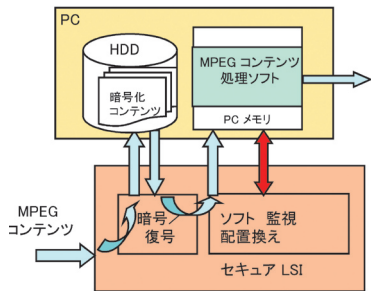 PC
HDD
暗号化
コンテンツ
MPEG コンテンツ
処理ソフト
PC メモリ
MPEG
コンテンツ
暗号／
復号
ソフト 監視
配置換え
セキュア LSI